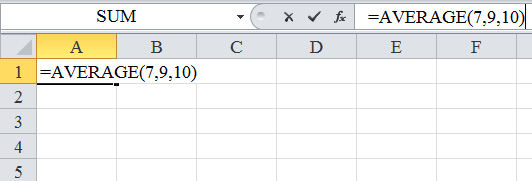 SUM fx =AVERAGE(7,9,10)
A B C D E F
1 =AVERAGE(7,9,10)
2
3
4
5